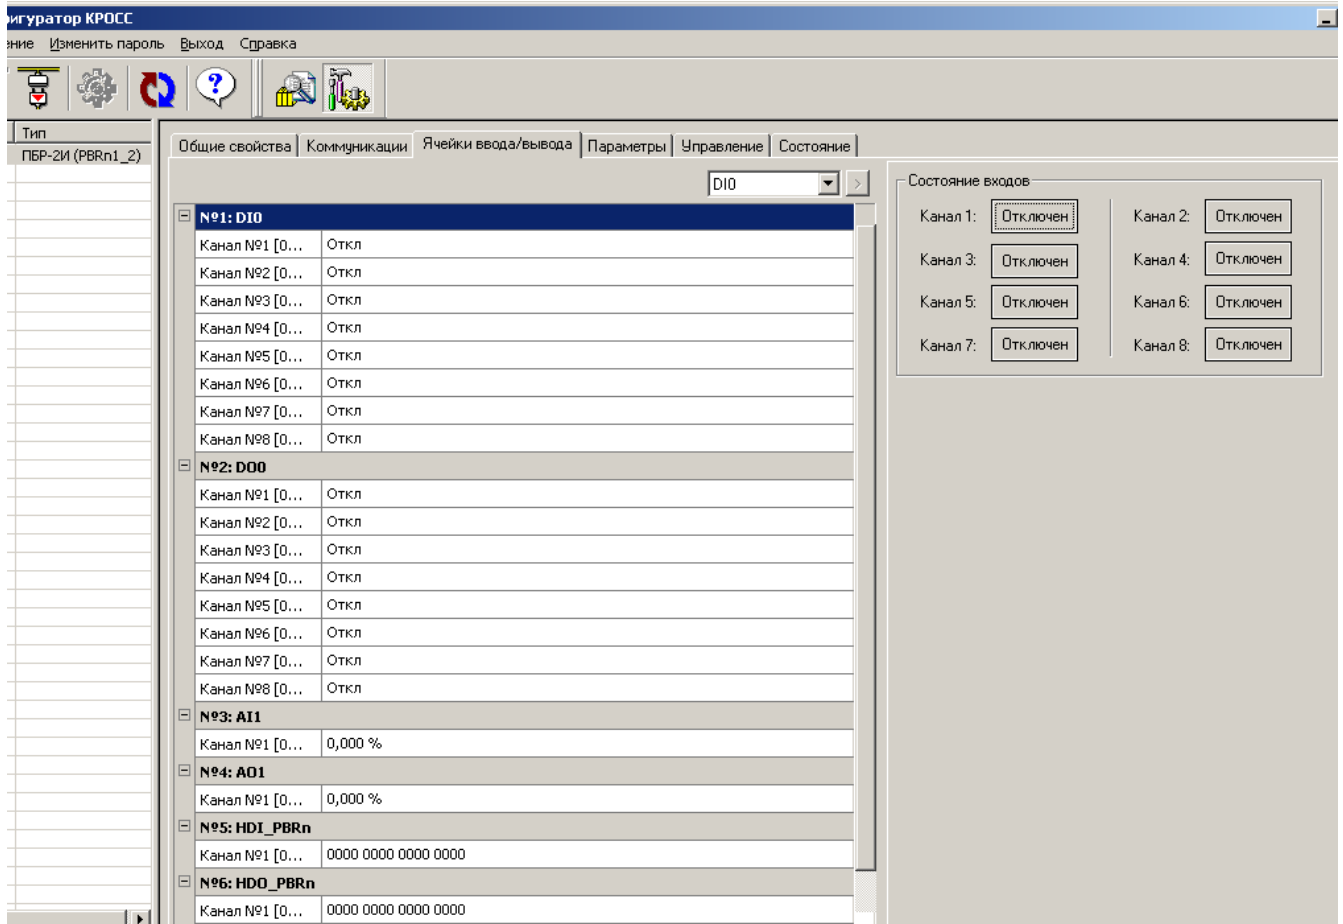 игуратор КРОСС
ение Изменить пароль Выход Справка
Тип
ПБР-2И (PBRn1_2)
Общие свойства Коммуникации Ячейки ввода/вывода Параметры Управление Состояние
DI0 >
№1: DI0
Канал №1 [0... Откл
Канал №2 [0... Откл
Канал №3 [0... Откл
Канал №4 [0... Откл
Канал №5 [0... Откл
Канал №6 [0... Откл
Канал №7 [0... Откл
Канал №8 [0... Откл
№2: DO0
Канал №1 [0... Откл
Канал №2 [0... Откл
Канал №3 [0... Откл
Канал №4 [0... Откл
Канал №5 [0... Откл
Канал №6 [0... Откл
Канал №7 [0... Откл
Канал №8 [0... Откл
№3: AI1
Канал №1 [0... 0,000 %
№4: AO1
Канал №1 [0... 0,000 %
№5: HDI_PBRn
Канал №1 [0... 0000 0000 0000 0000
№6: HDO_PBRn
Канал №1 [0... 0000 0000 0000 0000
Состояние входов
Канал 1: Отключен Канал 2: Отключен
Канал 3: Отключен Канал 4: Отключен
Канал 5: Отключен Канал 6: Отключен
Канал 7: Отключен Канал 8: Отключен